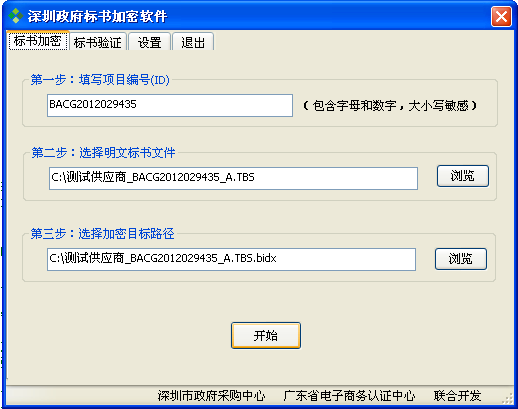 深圳政府标书加密软件
标书加密 标书验证 设置 退出
第一步：填写项目编号(ID)
BACG2012029435 （包含字母和数字，大小写敏感）
第二步：选择明文标书文件
C:\测试供应商_BACG2012029435_A.TBS 浏览
第三步：选择加密目标路径
C:\测试供应商_BACG2012029435_A.TBS.bidx 浏览
开始
深圳市政府采购中心 广东省电子商务认证中心 联合开发